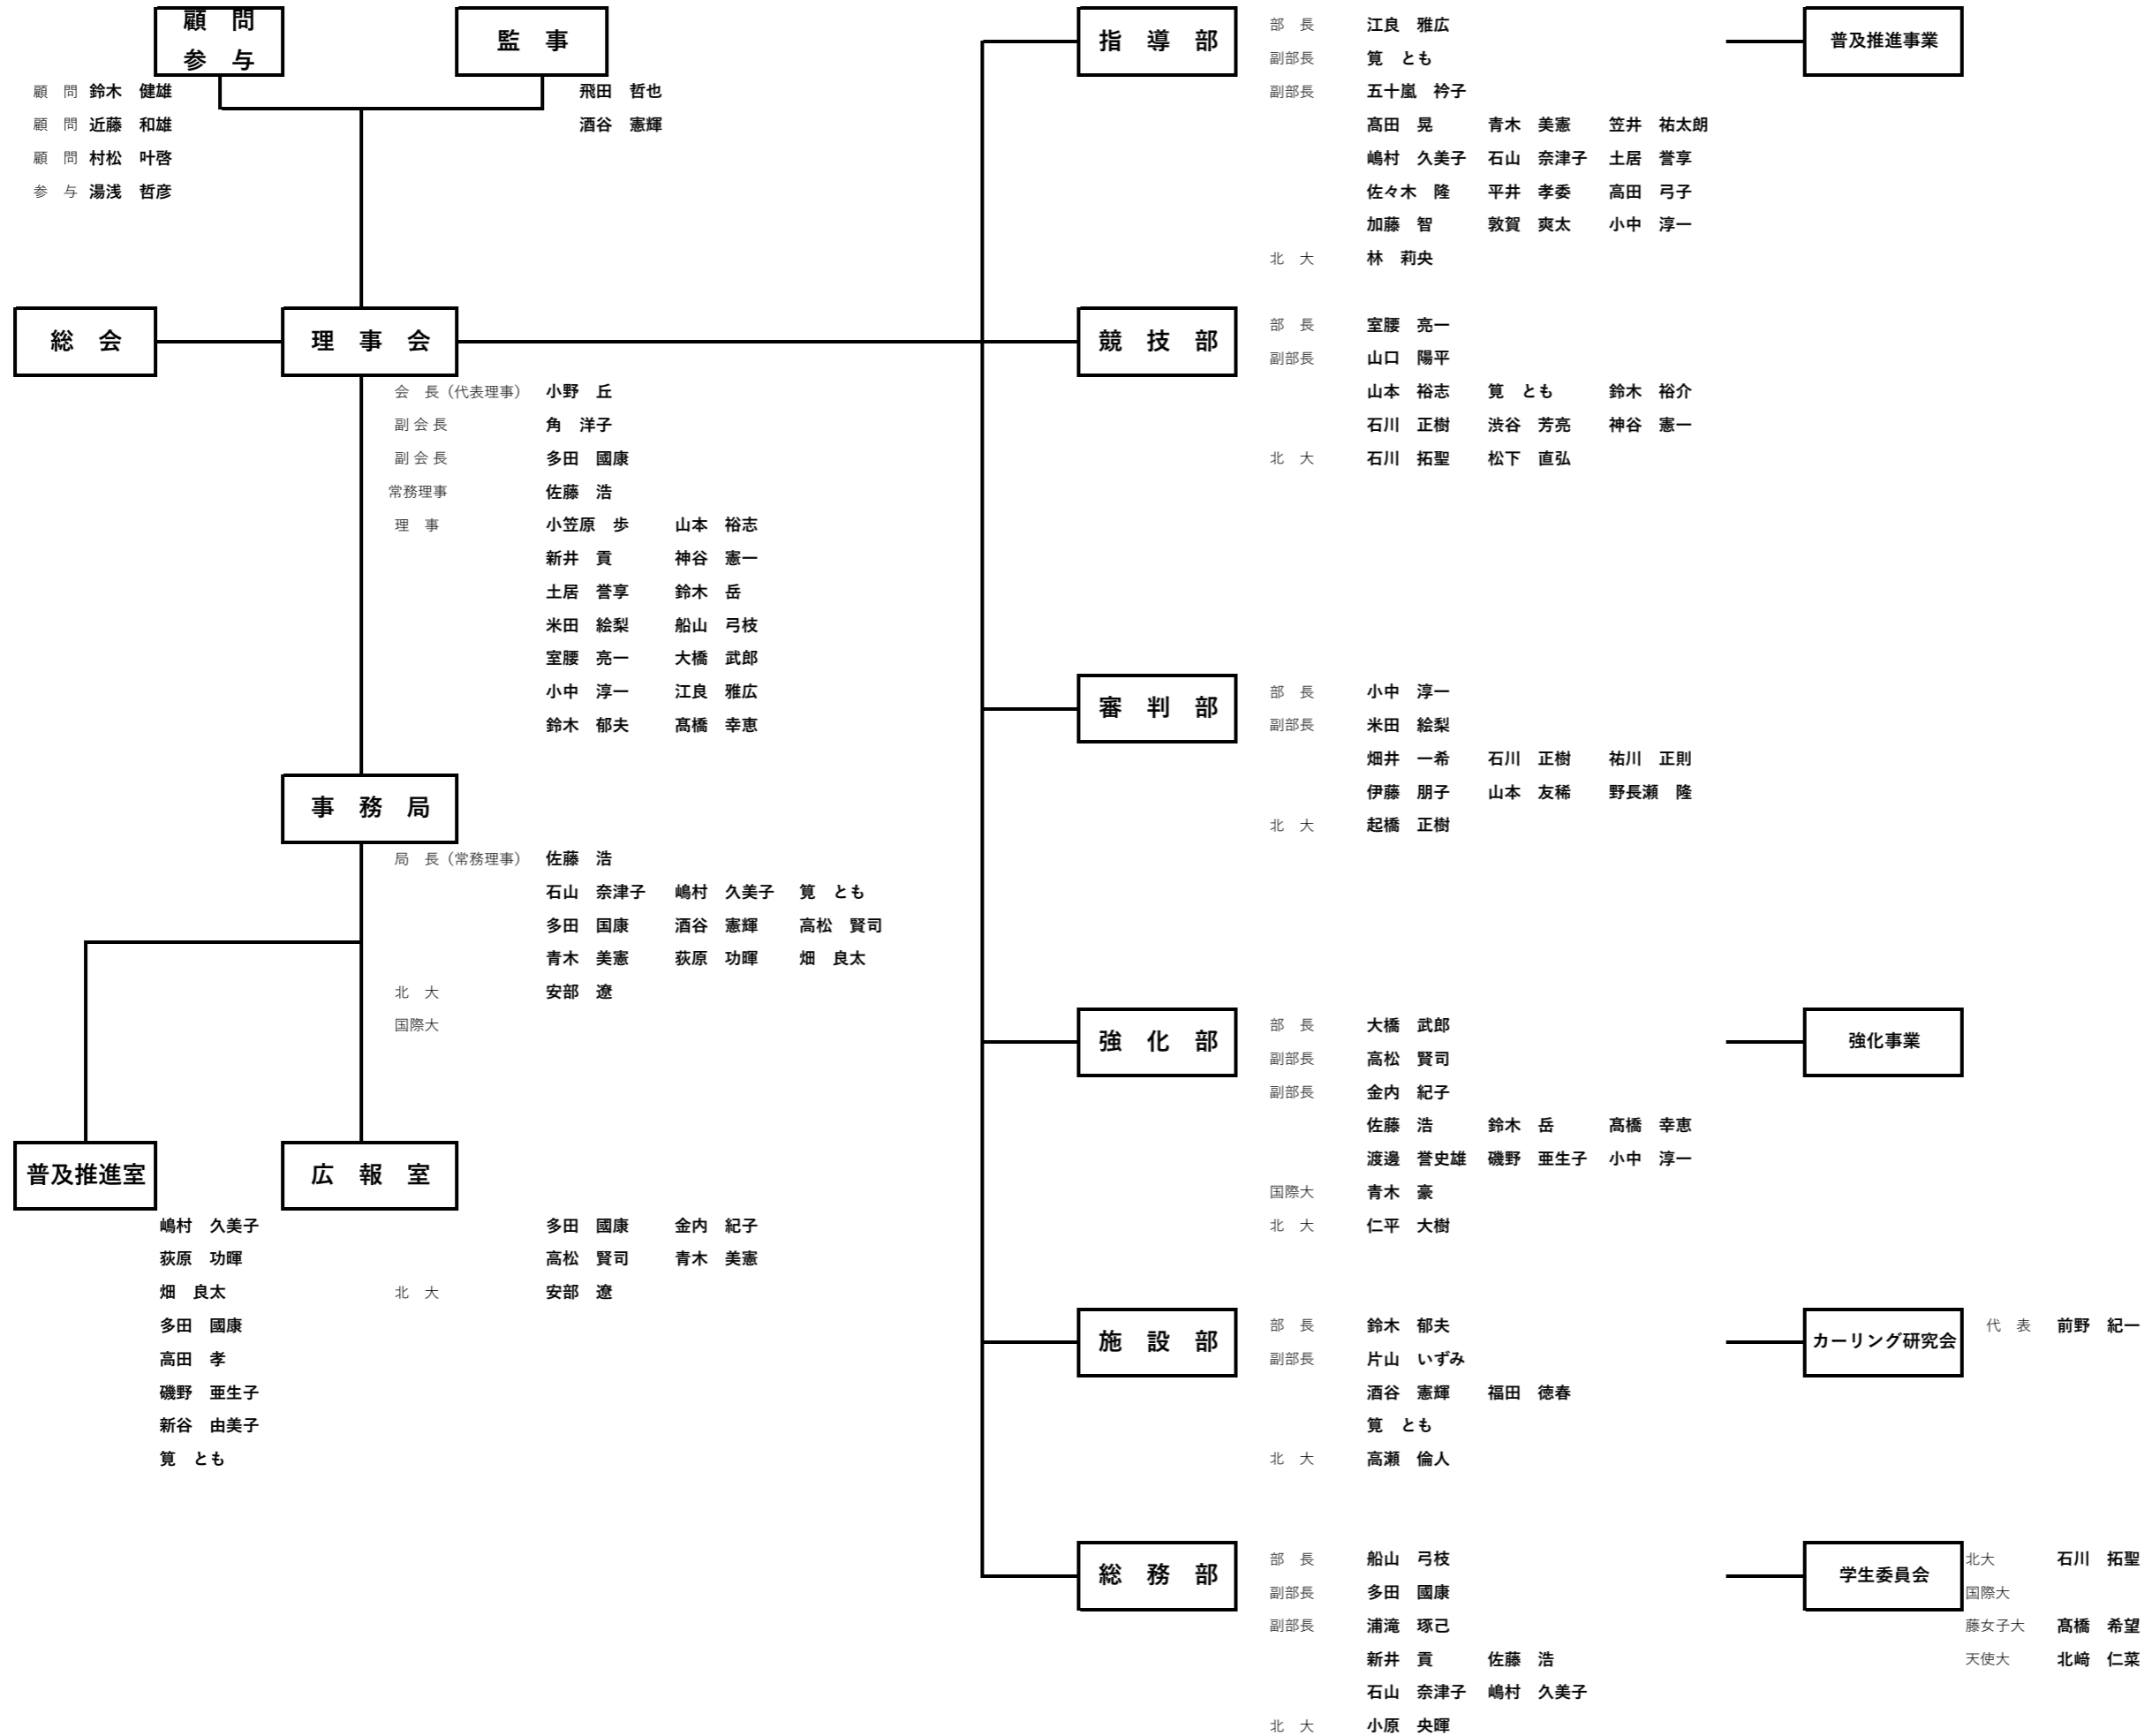 顧　問
参　与
顧　問 鈴木　健雄
顧　問 近藤　和雄
顧　問 村松　叶啓
参　与 湯浅　哲彦
監　事
飛田　哲也
酒谷　憲輝
総　会
理　事　会
会　長（代表理事） 小野　丘
副 会 長 角　洋子
副 会 長 多田　國康
常務理事 佐藤　浩
理　事 小笠原　歩 山本　裕志
新井　貢 神谷　憲一
土居　誉享 鈴木　岳
米田　絵梨 船山　弓枝
室腰　亮一 大橋　武郎
小中　淳一 江良　雅広
鈴木　郁夫 髙橋　幸恵
事　務　局
局　長（常務理事） 佐藤　浩
石山　奈津子 嶋村　久美子 筧　とも
多田　国康 酒谷　憲輝 高松　賢司
青木　美憲 荻原　功暉 畑　良太
北　大 安部　遼
国際大
普及推進室
嶋村　久美子
荻原　功暉
畑　良太
多田　國康
高田　孝
磯野　亜生子
新谷　由美子
筧　とも
広　報　室
多田　國康 金内　紀子
高松　賢司 青木　美憲
北　大 安部　遼
指　導　部
部　長 江良　雅広
副部長 筧　とも
副部長 五十嵐　衿子
髙田　晃 青木　美憲 笠井　祐太朗
嶋村　久美子 石山　奈津子 土居　誉享
佐々木　隆 平井　孝委 高田　弓子
加藤　智 敦賀　爽太 小中　淳一
北　大 林　莉央
普及推進事業
競　技　部
部　長 室腰　亮一
副部長 山口　陽平
山本　裕志 筧　とも 鈴木　裕介
石川　正樹 渋谷　芳亮 神谷　憲一
北　大 石川　拓聖 松下　直弘
審　判　部
部　長 小中　淳一
副部長 米田　絵梨
畑井　一希 石川　正樹 祐川　正則
伊藤　朋子 山本　友稀 野長瀬　隆
北　大 起橋　正樹
強　化　部
部　長 大橋　武郎
副部長 高松　賢司
副部長 金内　紀子
佐藤　浩 鈴木　岳 髙橋　幸恵
渡邊　誉史雄 磯野　亜生子 小中　淳一
国際大 青木　豪
北　大 仁平　大樹
強化事業
施　設　部
部　長 鈴木　郁夫
副部長 片山　いずみ
酒谷　憲輝 福田　徳春
筧　とも
北　大 高瀬　倫人
カーリング研究会
代　表 前野　紀一
総　務　部
部　長 船山　弓枝
副部長 多田　國康
副部長 浦滝　琢己
新井　貢 佐藤　浩
石山　奈津子 嶋村　久美子
北　大 小原　央暉
学生委員会
北大 石川　拓聖
国際大
藤女子大 髙橋　希望
天使大 北﨑　仁菜